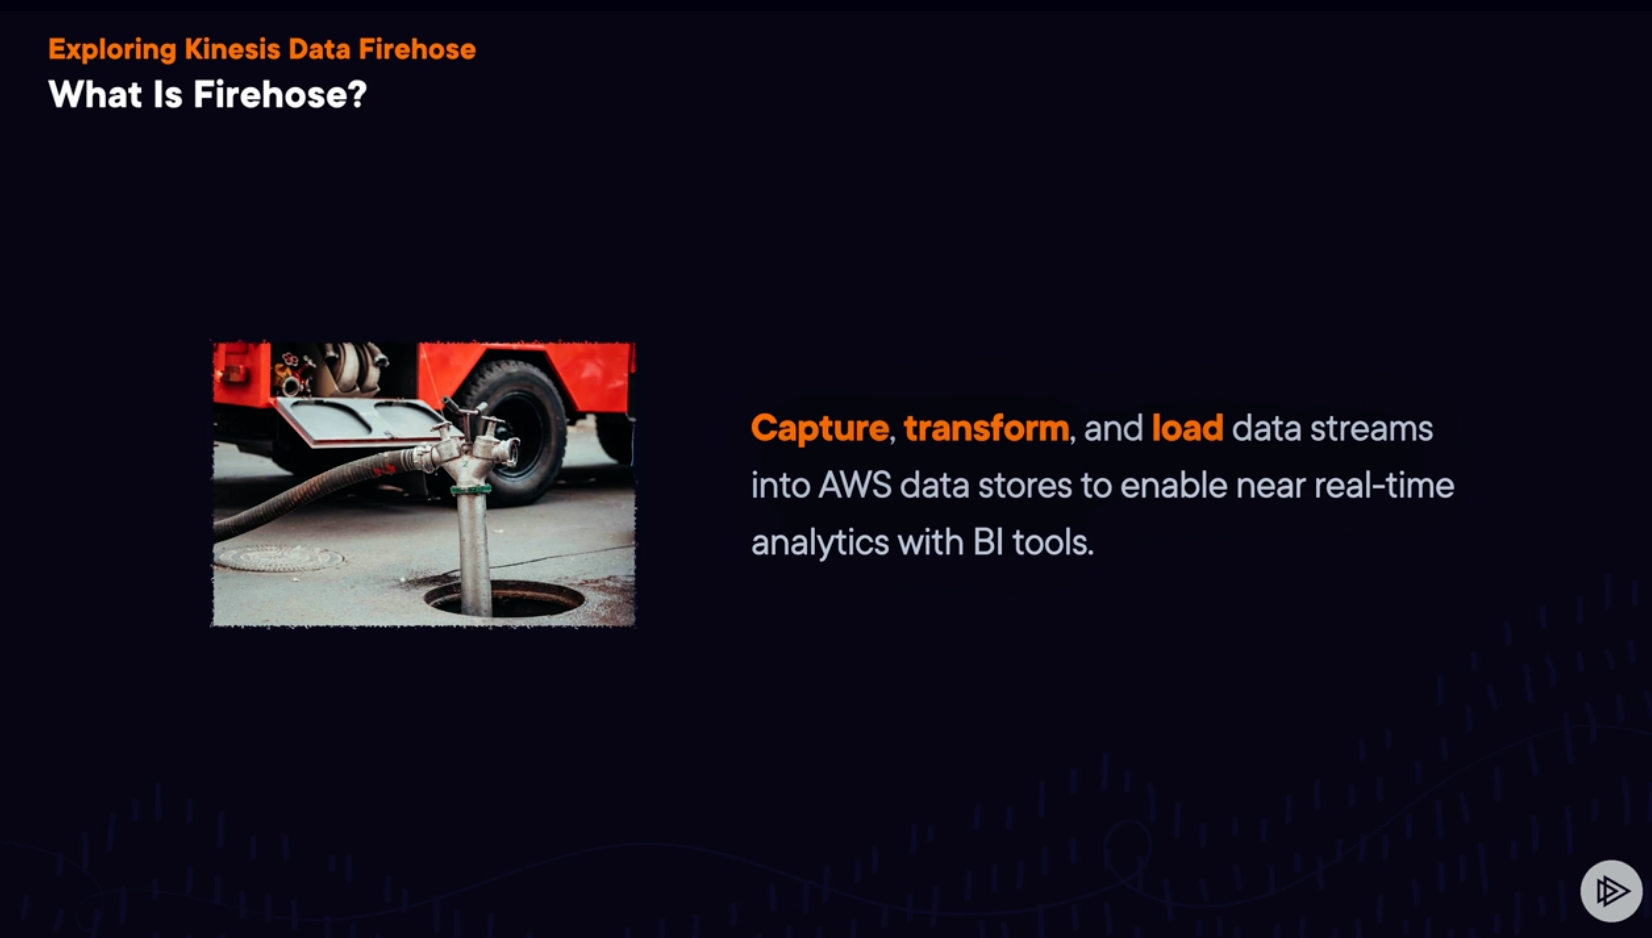 Exploring Kinesis Data Firehose
What Is Firehose?
Capture, transform, and load data streams
into AWS data stores to enable near real-time
analytics with BI tools.